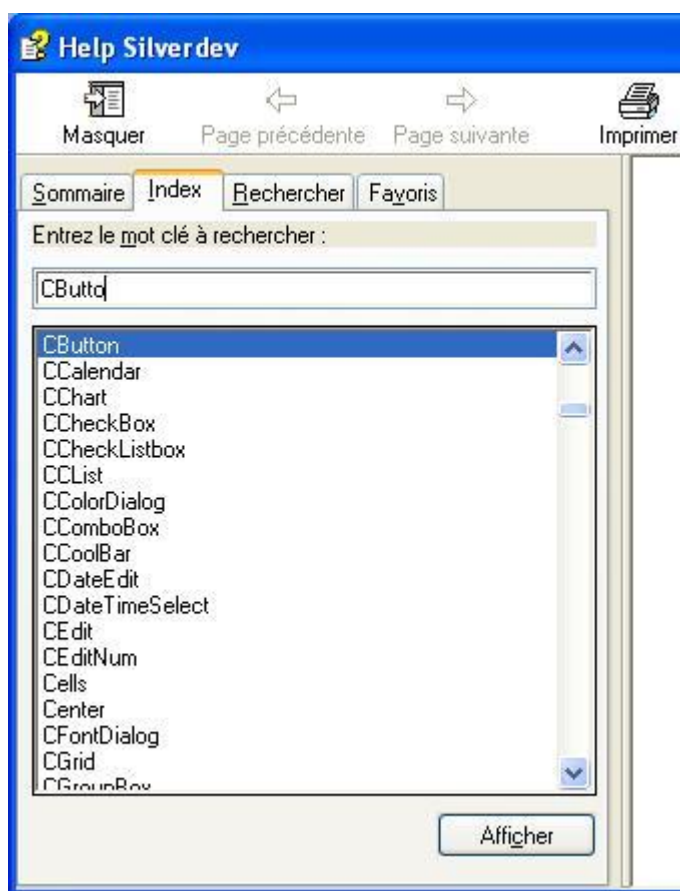 Help Silverdev
Masquer Page précédente Page suivante Imprimer
Sommaire Index Rechercher Favoris
Entrez le mot clé à rechercher :
CButto
CButton
CCalendar
CChart
CCheckBox
CCheckListbox
CCList
CColorDialog
CComboBox
CCoolBar
CDateEdit
CDateTimeSelect
CEdit
CEditNum
Cells
Center
CFontDialog
CGrid
CGroupBox
Afficher